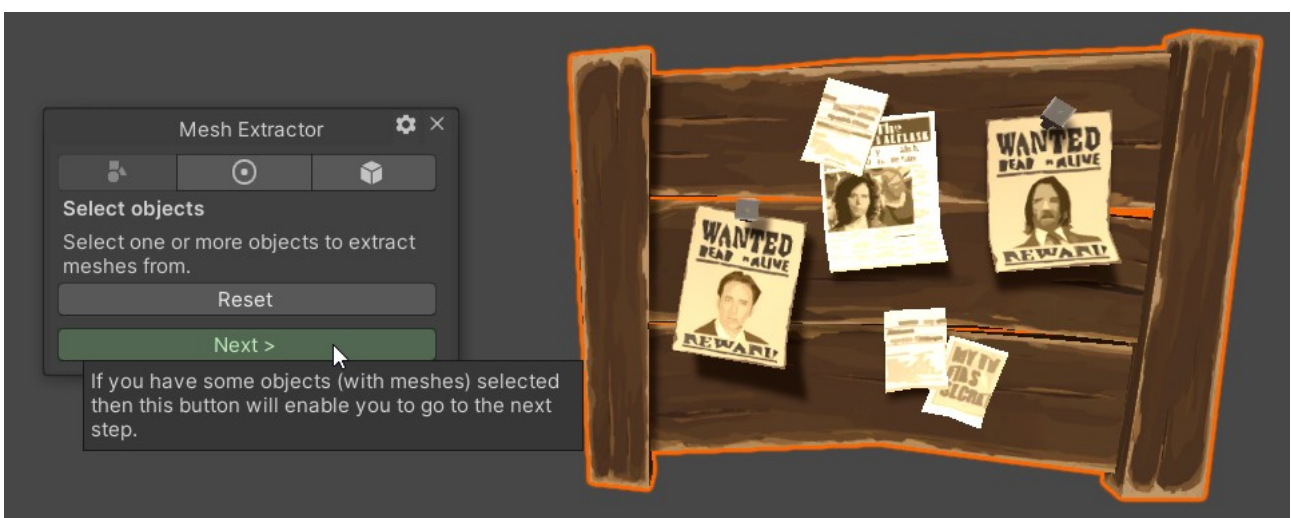 Mesh Extractor
Select objects
Select one or more objects to extract
meshes from.
Reset
Next >
If you have some objects (with meshes) selected
then this button will enable you to go to the next
step.
The
WANTED
DEAD
ALIVE
REWARD
WANTED
DEAD
ALIVE
REWARD
MY